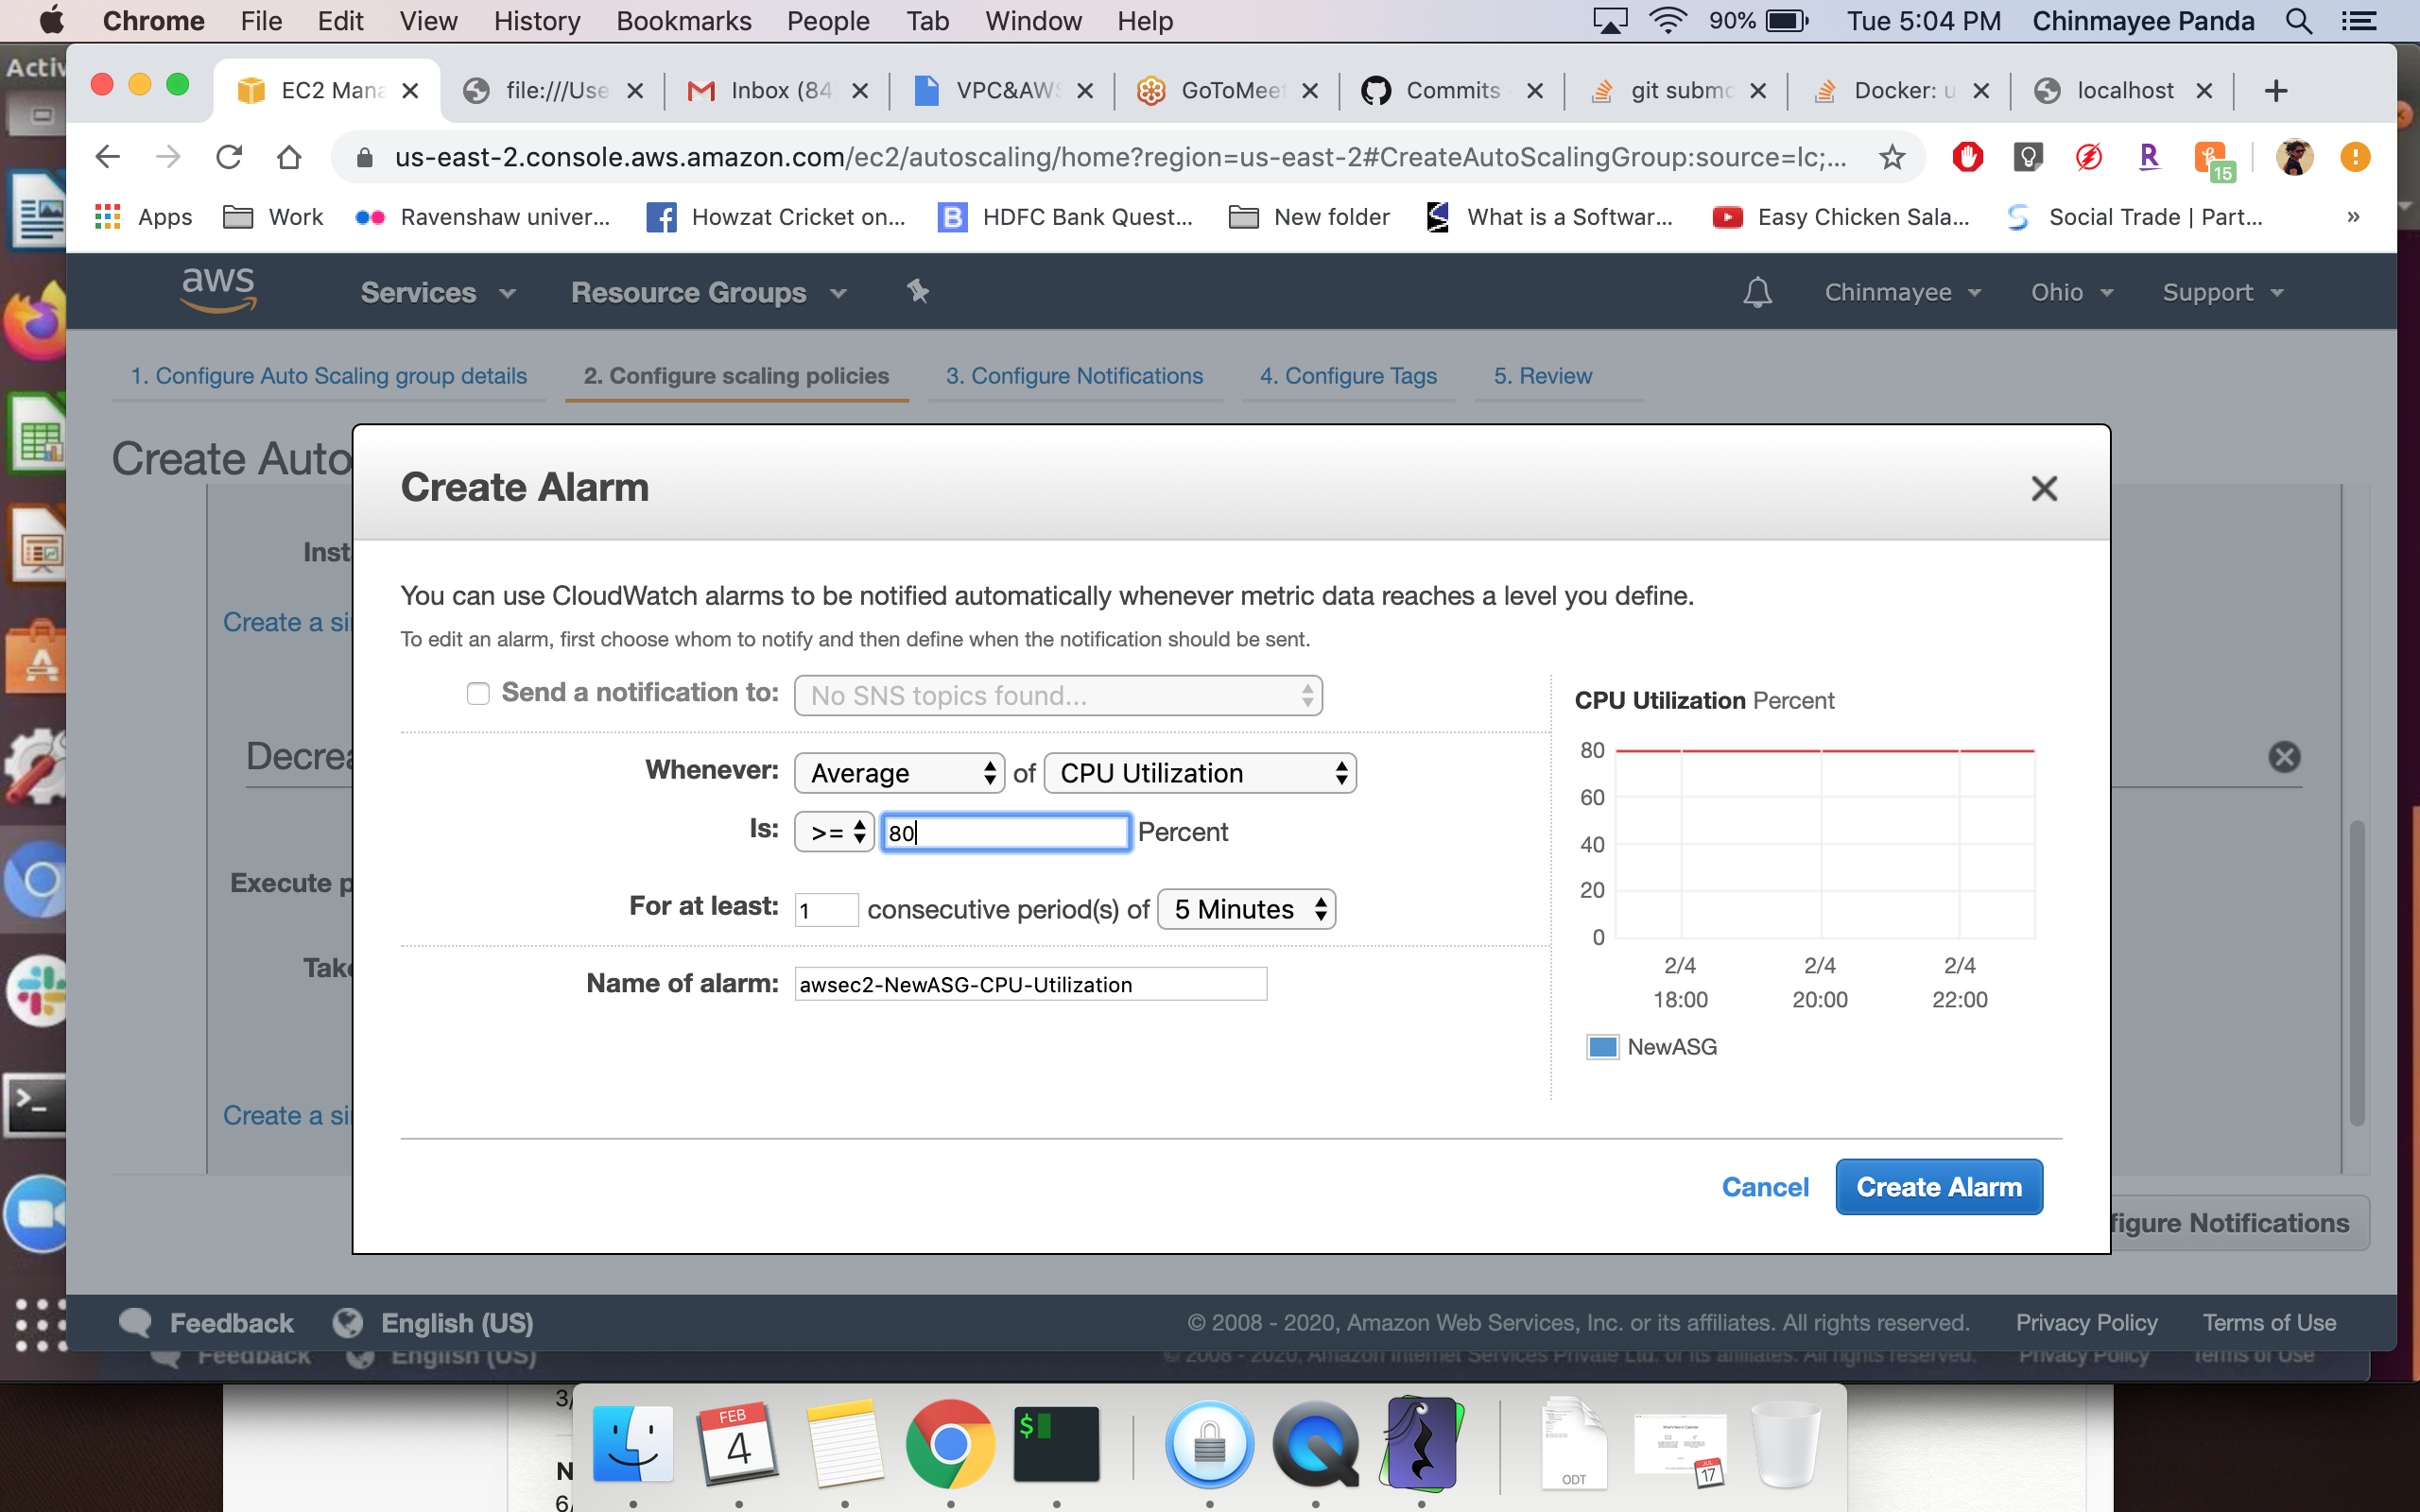 Chrome File Edit View History Bookmarks People Tab Window Help 90% Tue 5:04 PM Chinmayee Panda
Activ
EC2 Mana file:///Use Inbox (84 VPC&AWS GoToMeet Commits git submo Docker: u localhost
us-east-2.console.aws.amazon.com/ec2/autoscaling/home?region=us-east-2#CreateAutoScalingGroup:source=lc;...
15
Apps Work Ravenshaw univer... Howzat Cricket on... HDFC Bank Quest... New folder What is a Softwar... Easy Chicken Sala... Social Trade | Part... »
aws Services Resource Groups Chinmayee Ohio Support
1. Configure Auto Scaling group details 2. Configure scaling policies 3. Configure Notifications 4. Configure Tags 5. Review
Create Auto
Create Alarm
Inst
You can use CloudWatch alarms to be notified automatically whenever metric data reaches a level you define.
Create a si
To edit an alarm, first choose whom to notify and then define when the notification should be sent.
Send a notification to: No SNS topics found...
CPU Utilization Percent
Decrea
Whenever: Average of CPU Utilization
Is: >= 80 Percent
Execute p
For at least: 1 consecutive period(s) of 5 Minutes
Take
Name of alarm: awsec2-NewASG-CPU-Utilization
80
60
40
20
0
2/4 2/4 2/4
18:00 20:00 22:00
NewASG
Create a si
Cancel Create Alarm
figure Notifications
Feedback English (US) © 2008 - 2020, Amazon Web Services, Inc. or its affiliates. All rights reserved. Privacy Policy Terms of Use
Feedback English (US) © 2008 - 2020, Amazon Internet Services Private Ltd. or its affiliates. All rights reserved. Privacy Policy Terms of Use
3/
FEB
4
$
ODT
JUL
17
N
6/